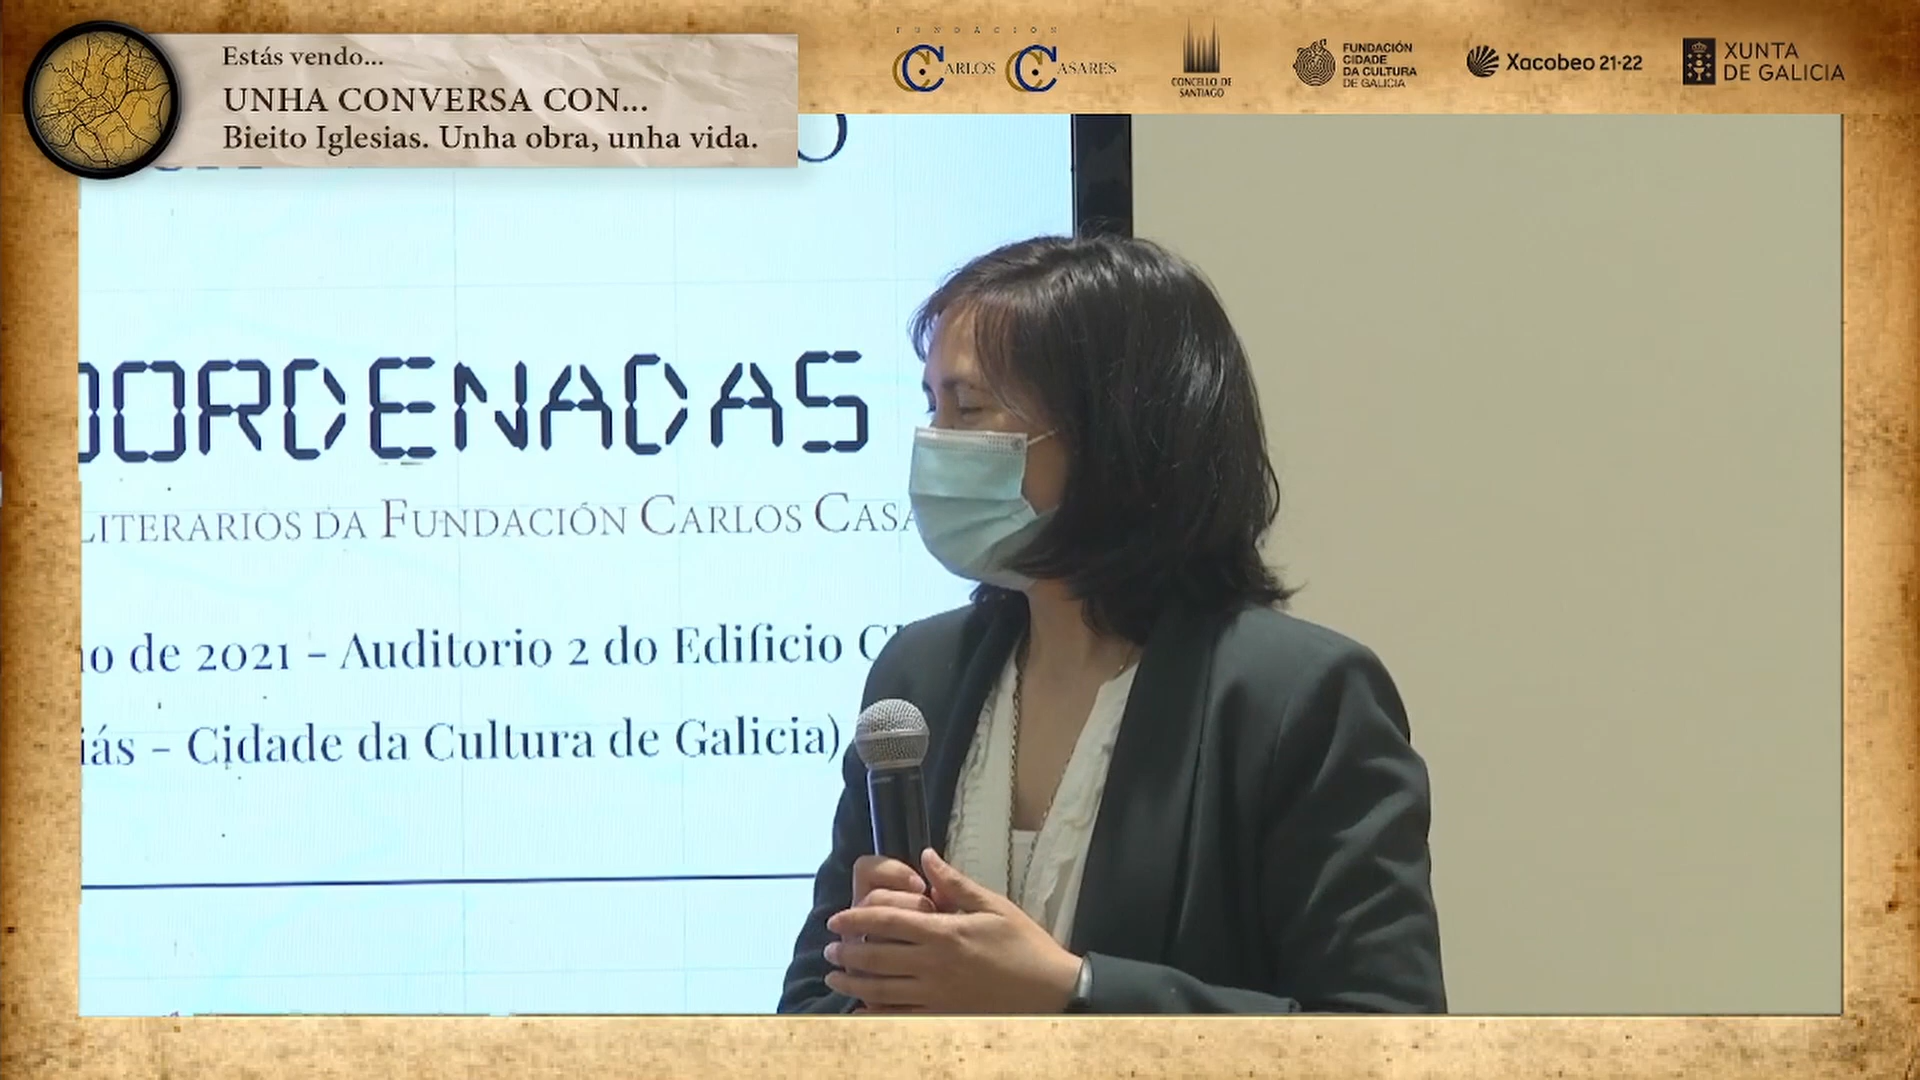 Estás vendo...
UNHA CONVERSA CON...
Bieito Iglesias. Unha obra, unha vida.
FUNDACIÓN
CARLOS CASARES
CONCELLO DE
SANTIAGO
FUNDACIÓN
CIDADE
DA CULTURA
DE GALICIA
Xacobeo 21·22
XUNTA
DE GALICIA
OORDENADAS
LITERARIOS DA FUNDACIÓN CARLOS CASA
o de 2021 – Auditorio 2 do Edificio C
iás – Cidade da Cultura de Galicia)